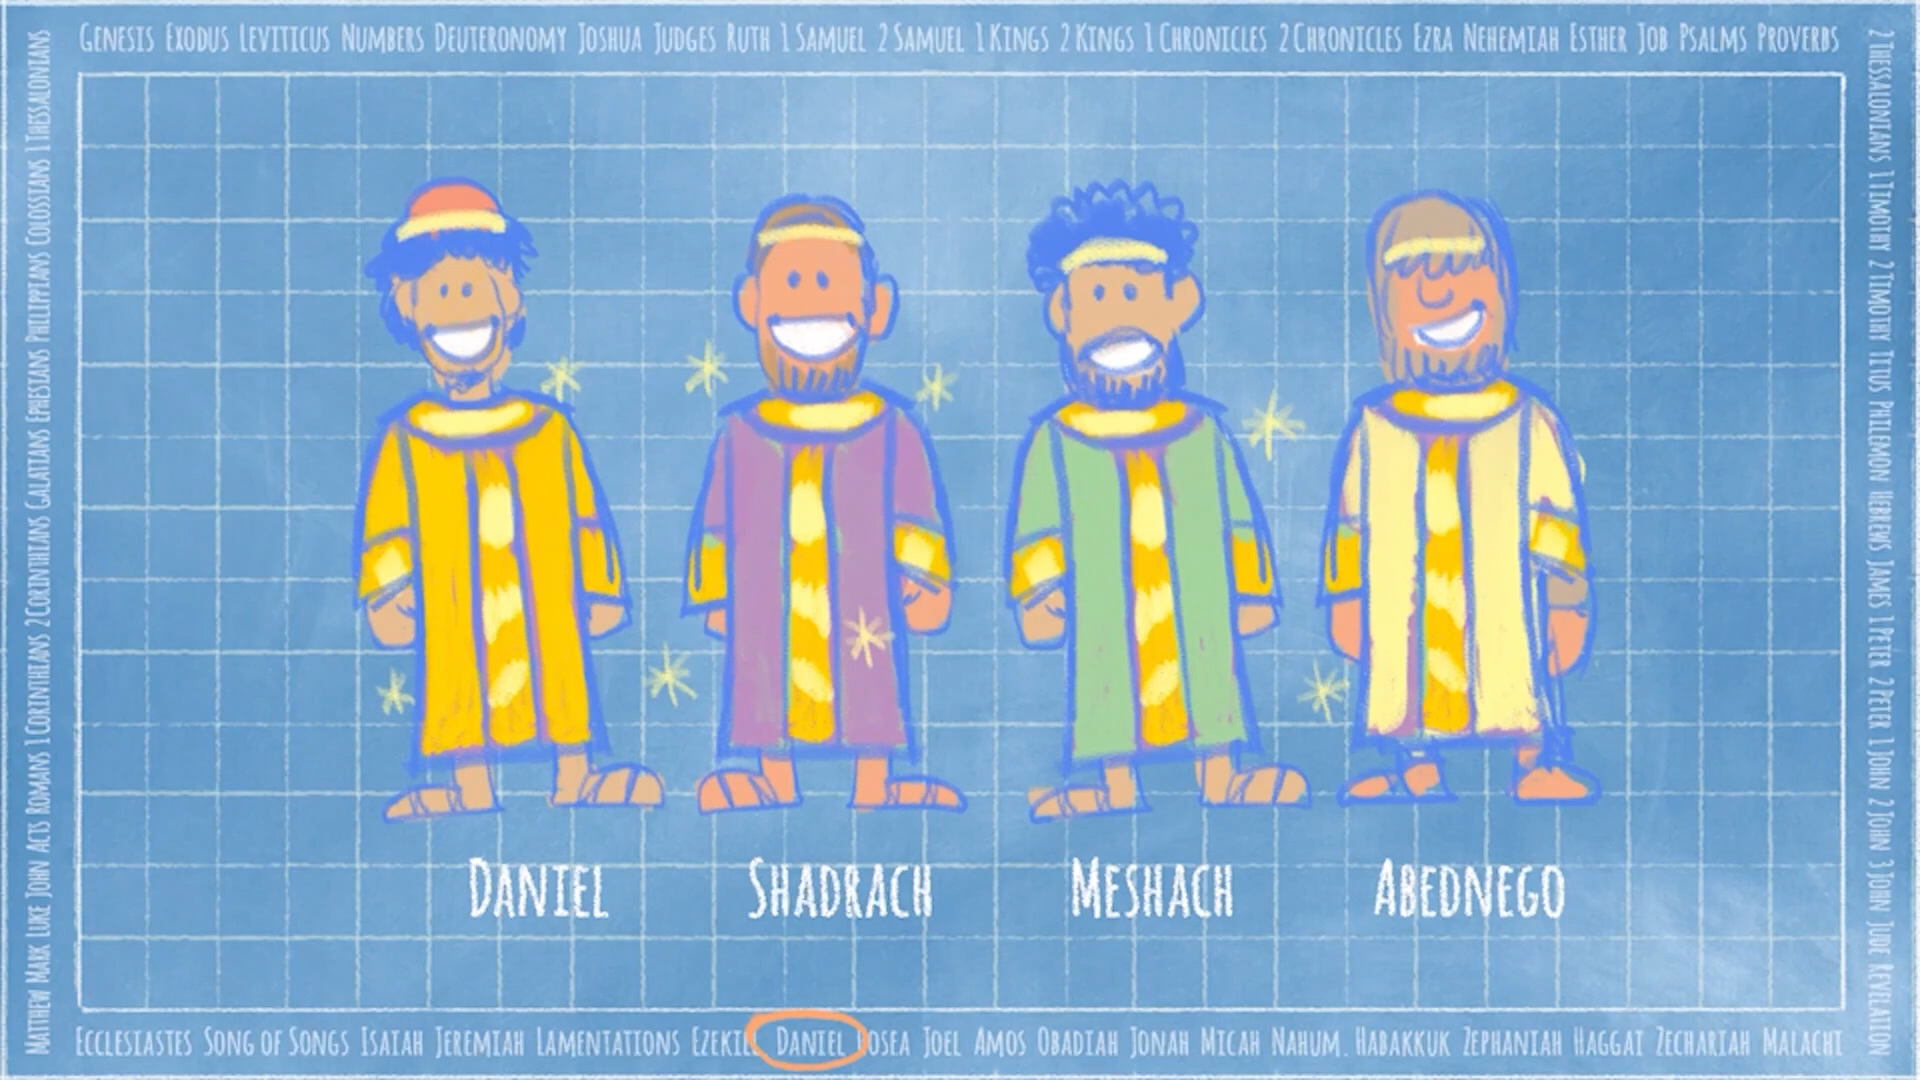 Genesis Exodus Leviticus Numbers Deuteronomy Joshua Judges Ruth 1 Samuel 2 Samuel 1 Kings 2 Kings 1 Chronicles 2 Chronicles Ezra Nehemiah Esther Job Psalms Proverbs
Matthew Mark Luke John Acts Romans 1 Corinthians 2 Corinthians Galatians Ephesians Philippians Colossians 1 Thessalonians
2 Thessalonians 1 Timothy 2 Timothy Titus Philemon Hebrews James 1 Peter 2 Peter 1 John 2 John 3 John Jude Revelation
Daniel Shadrach Meshach Abednego
Ecclesiastes Song of Songs Isaiah Jeremiah Lamentations Ezekiel Daniel Hosea Joel Amos Obadiah Jonah Micah Nahum. Habakkuk Zephaniah Haggai Zechariah Malachi